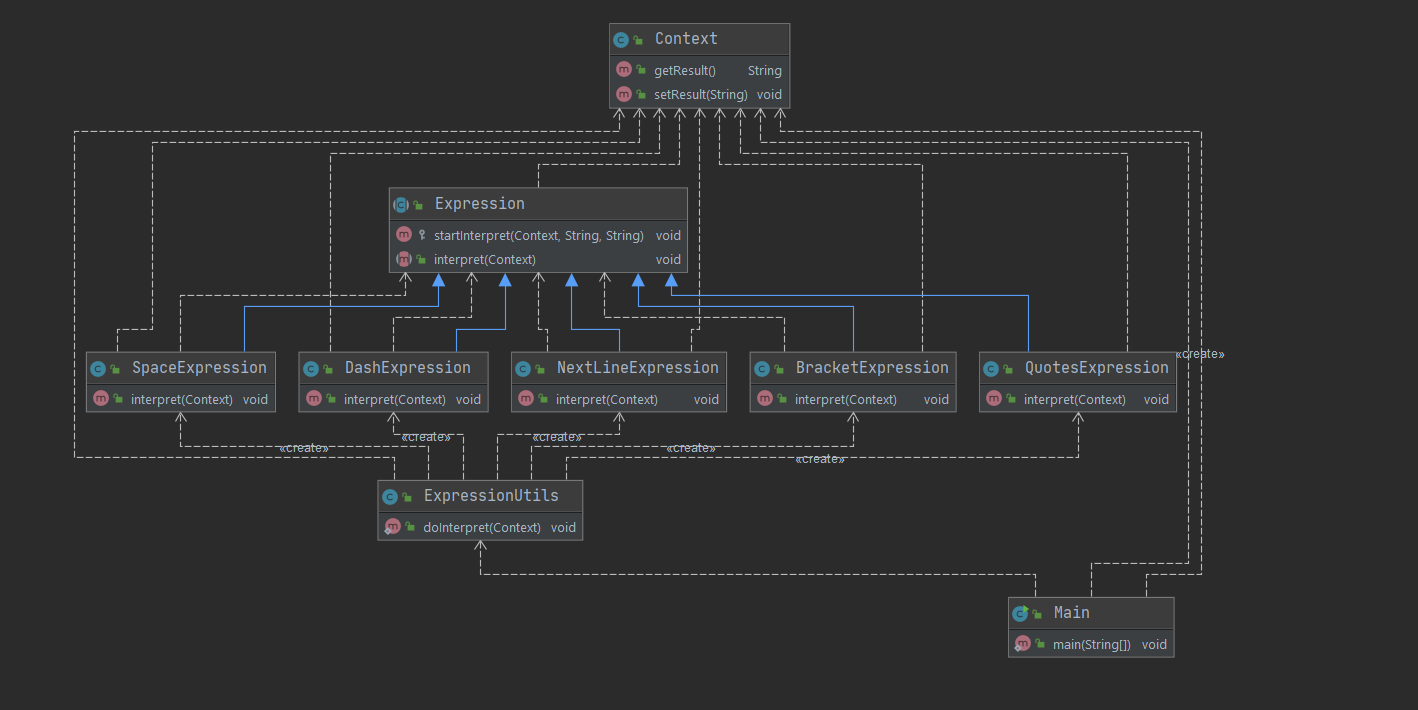 Context
getResult() String
setResult(String) void
Expression
startInterpret(Context, String, String) void
interpret(Context) void
SpaceExpression
interpret(Context) void
DashExpression
interpret(Context) void
NextLineExpression
interpret(Context) void
BracketExpression
interpret(Context) void
QuotesExpression
interpret(Context) void
«create»
«create»
«create»
«create»
«create»
«create»
ExpressionUtils
doInterpret(Context) void
Main
main(String[]) void